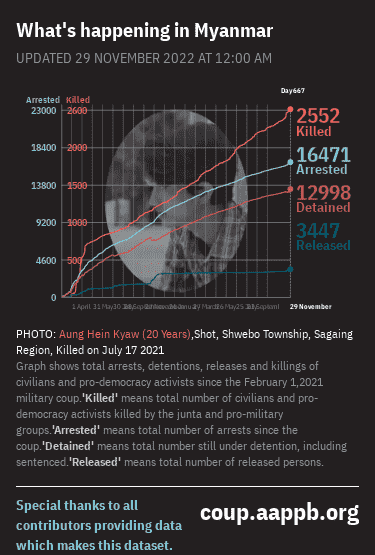 What's happening in Myanmar
UPDATED 29 NOVEMBER 2022 AT 12:00 AM
Day667
Arrested Killed
23000 2600
2552
Killed
18400 2000
16471
Arrested
13800 1500
12998
Detained
9200 1000
3447
Released
4600 500
0
1 April 31 May
29 November
PHOTO: Aung Hein Kyaw (20 Years),Shot, Shwebo Township, Sagaing
Region, Killed on July 17 2021
Graph shows total arrests, detentions, releases and killings of
civilians and pro-democracy activists since the February 1,2021
military coup.'Killed' means total number of civilians and pro-
democracy activists killed by the junta and pro-military
groups.'Arrested' means total number of arrests since the
coup.'Detained' means total number still under detention, including
sentenced.'Released' means total number of released persons.
Special thanks to all
contributors providing data
which makes this dataset.
coup.aappb.org